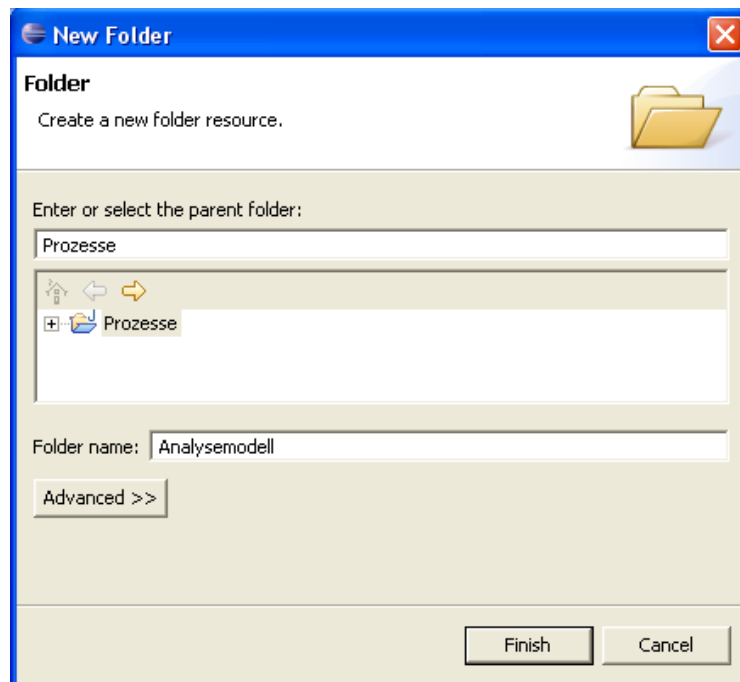 New Folder
Folder
Create a new folder resource.
Enter or select the parent folder:
Prozesse
Prozesse
Folder name: Analysemodell
Advanced >>
Finish Cancel